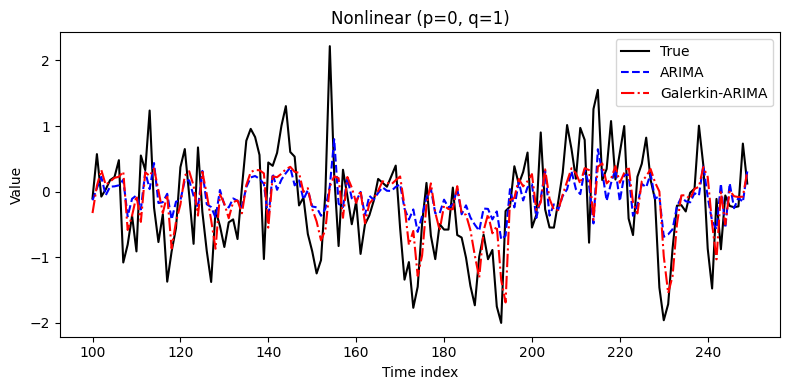 Nonlinear (p=0, q=1)
True
ARIMA
Galerkin-ARIMA
Value
2
1
0
−1
−2
100 120 140 160 180 200 220 240
Time index